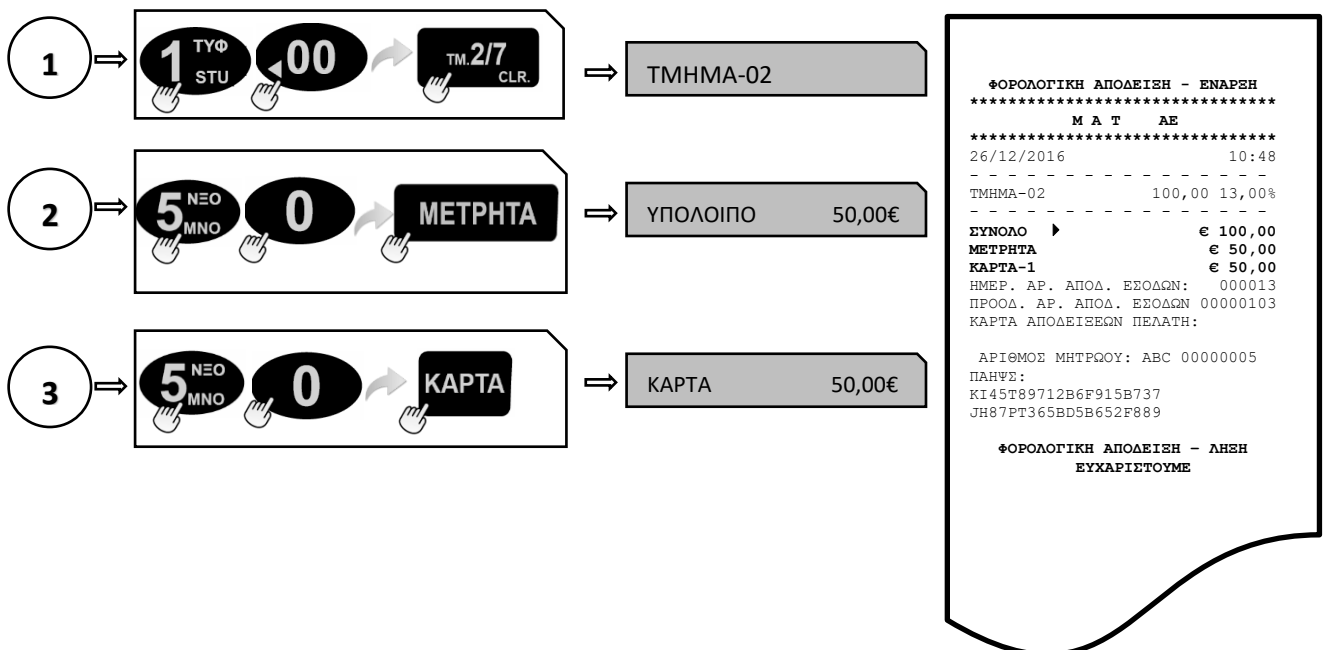 1
1 ΤΥΦ STU
00
ΤΜ.2/7 CLR.
ΤΜΗΜΑ-02
2
5 ΝΞΟ MNO
0
ΜΕΤΡΗΤΑ
ΥΠΟΛΟΙΠΟ 50,00€
3
5 ΝΞΟ MNO
0
ΚΑΡΤΑ
ΚΑΡΤΑ 50,00€
ΦΟΡΟΛΟΓΙΚΗ ΑΠΟΔΕΙΞΗ - ΕΝΑΡΞΗ
********************************
Μ Α Τ ΑΕ
********************************
26/12/2016 10:48
- - - - - - - - - - - - - - - -
ΤΜΗΜΑ-02 100,00 13,00%
- - - - - - - - - - - - - - - -
ΣΥΝΟΛΟ € 100,00
ΜΕΤΡΗΤΑ € 50,00
ΚΑΡΤΑ-1 € 50,00
ΗΜΕΡ. ΑΡ. ΑΠΟΔ. ΕΣΟΔΩΝ: 000013
ΠΡΟΟΔ. ΑΡ. ΑΠΟΔ. ΕΣΟΔΩΝ 00000103
ΚΑΡΤΑ ΑΠΟΔΕΙΞΕΩΝ ΠΕΛΑΤΗ:
ΑΡΙΘΜΟΣ ΜΗΤΡΩΟΥ: ABC 00000005
ΠΑΗΨΣ:
KI45T89712B6F915B737
JH87PT365BD5B652F889
ΦΟΡΟΛΟΓΙΚΗ ΑΠΟΔΕΙΞΗ – ΛΗΞΗ
ΕΥΧΑΡΙΣΤΟΥΜΕ